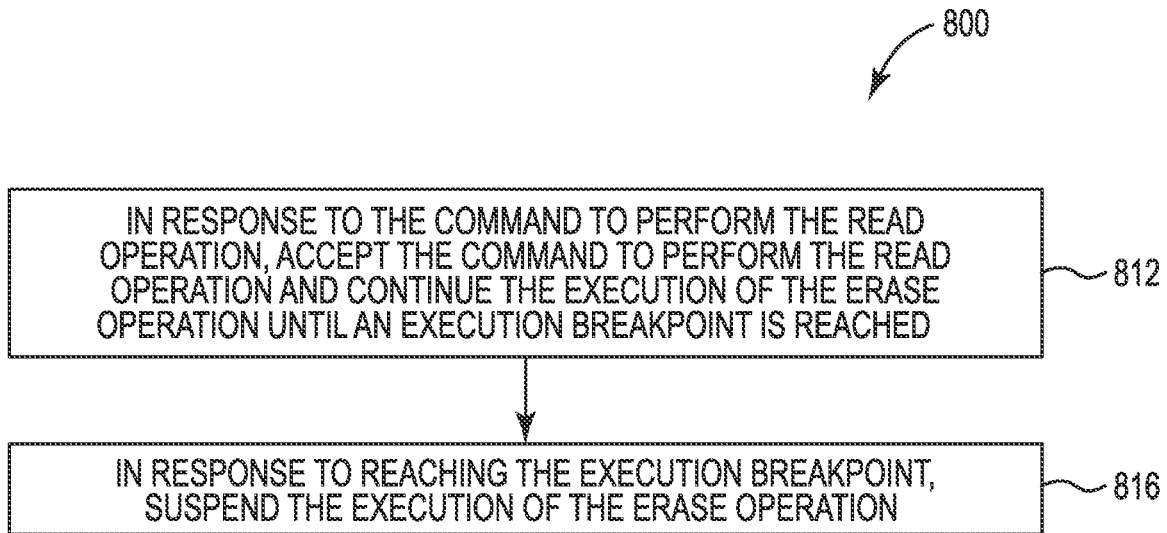 800
IN RESPONSE TO THE COMMAND TO PERFORM THE READ
OPERATION, ACCEPT THE COMMAND TO PERFORM THE READ
OPERATION AND CONTINUE THE EXECUTION OF THE ERASE
OPERATION UNTIL AN EXECUTION BREAKPOINT IS REACHED
812
IN RESPONSE TO REACHING THE EXECUTION BREAKPOINT,
SUSPEND THE EXECUTION OF THE ERASE OPERATION
816